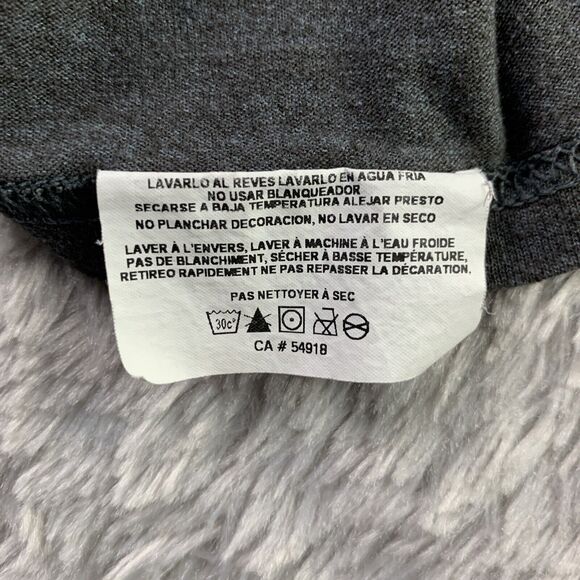 LAVARLO AL REVES LAVARLO EN AGUA FRIA
NO USAR BLANQUEADOR
SECARSE A BAJA TEMPERATURA ALEJAR PRESTO
NO PLANCHAR DECORACION, NO LAVAR EN SECO
LAVER À L'ENVERS, LAVER À MACHINE À L'EAU FROIDE
PAS DE BLANCHIMENT, SÉCHER À BASSE TEMPÉRATURE,
RETIREO RAPIDEMENT NE PAS REPASSER LA DÉCARATION.
PAS NETTOYER À SEC
30c°
CA # 54918